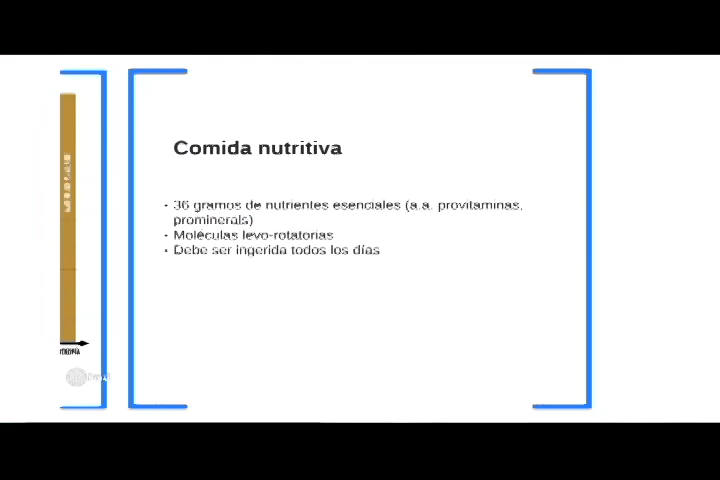 Comida nutritiva
• 36 gramos de nutrientes esenciales (a.a. provitaminas,
prominerals)
• Moléculas levo-rotatorias
• Debe ser ingerida todos los días